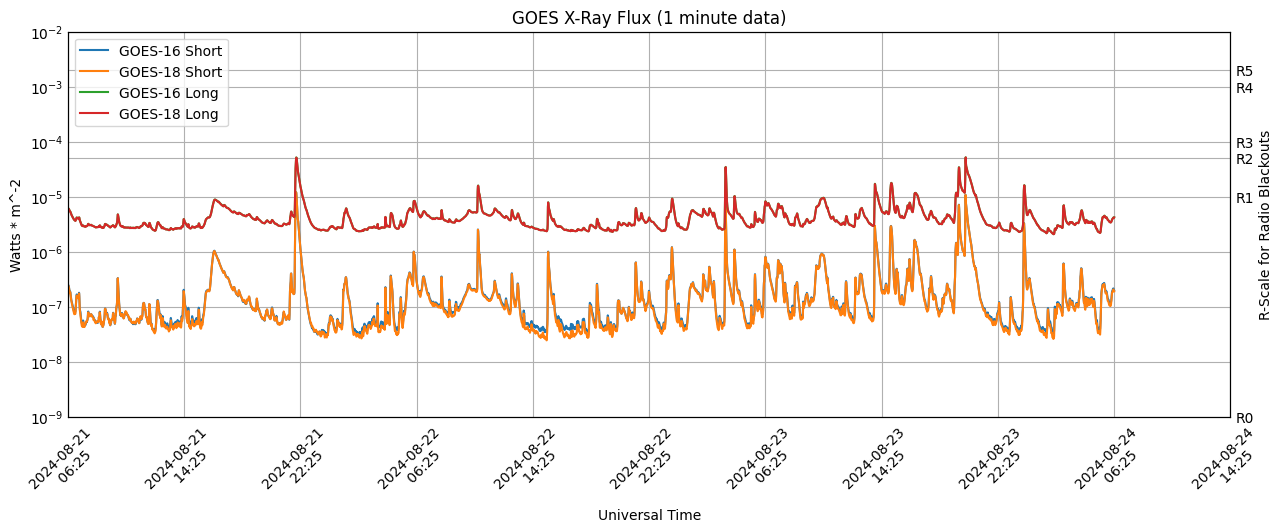 GOES X-Ray Flux (1 minute data)
GOES-16 Short
GOES-18 Short
GOES-16 Long
GOES-18 Long
Watts * m^-2
10^-2
10^-3
10^-4
10^-5
10^-6
10^-7
10^-8
10^-9
R5
R4
R3
R2
R1
R0
R-Scale for Radio Blackouts
2024-08-21
06:25
2024-08-21
14:25
2024-08-21
22:25
2024-08-22
06:25
2024-08-22
14:25
2024-08-22
22:25
2024-08-23
06:25
2024-08-23
14:25
2024-08-23
22:25
2024-08-24
06:25
2024-08-24
14:25
Universal Time